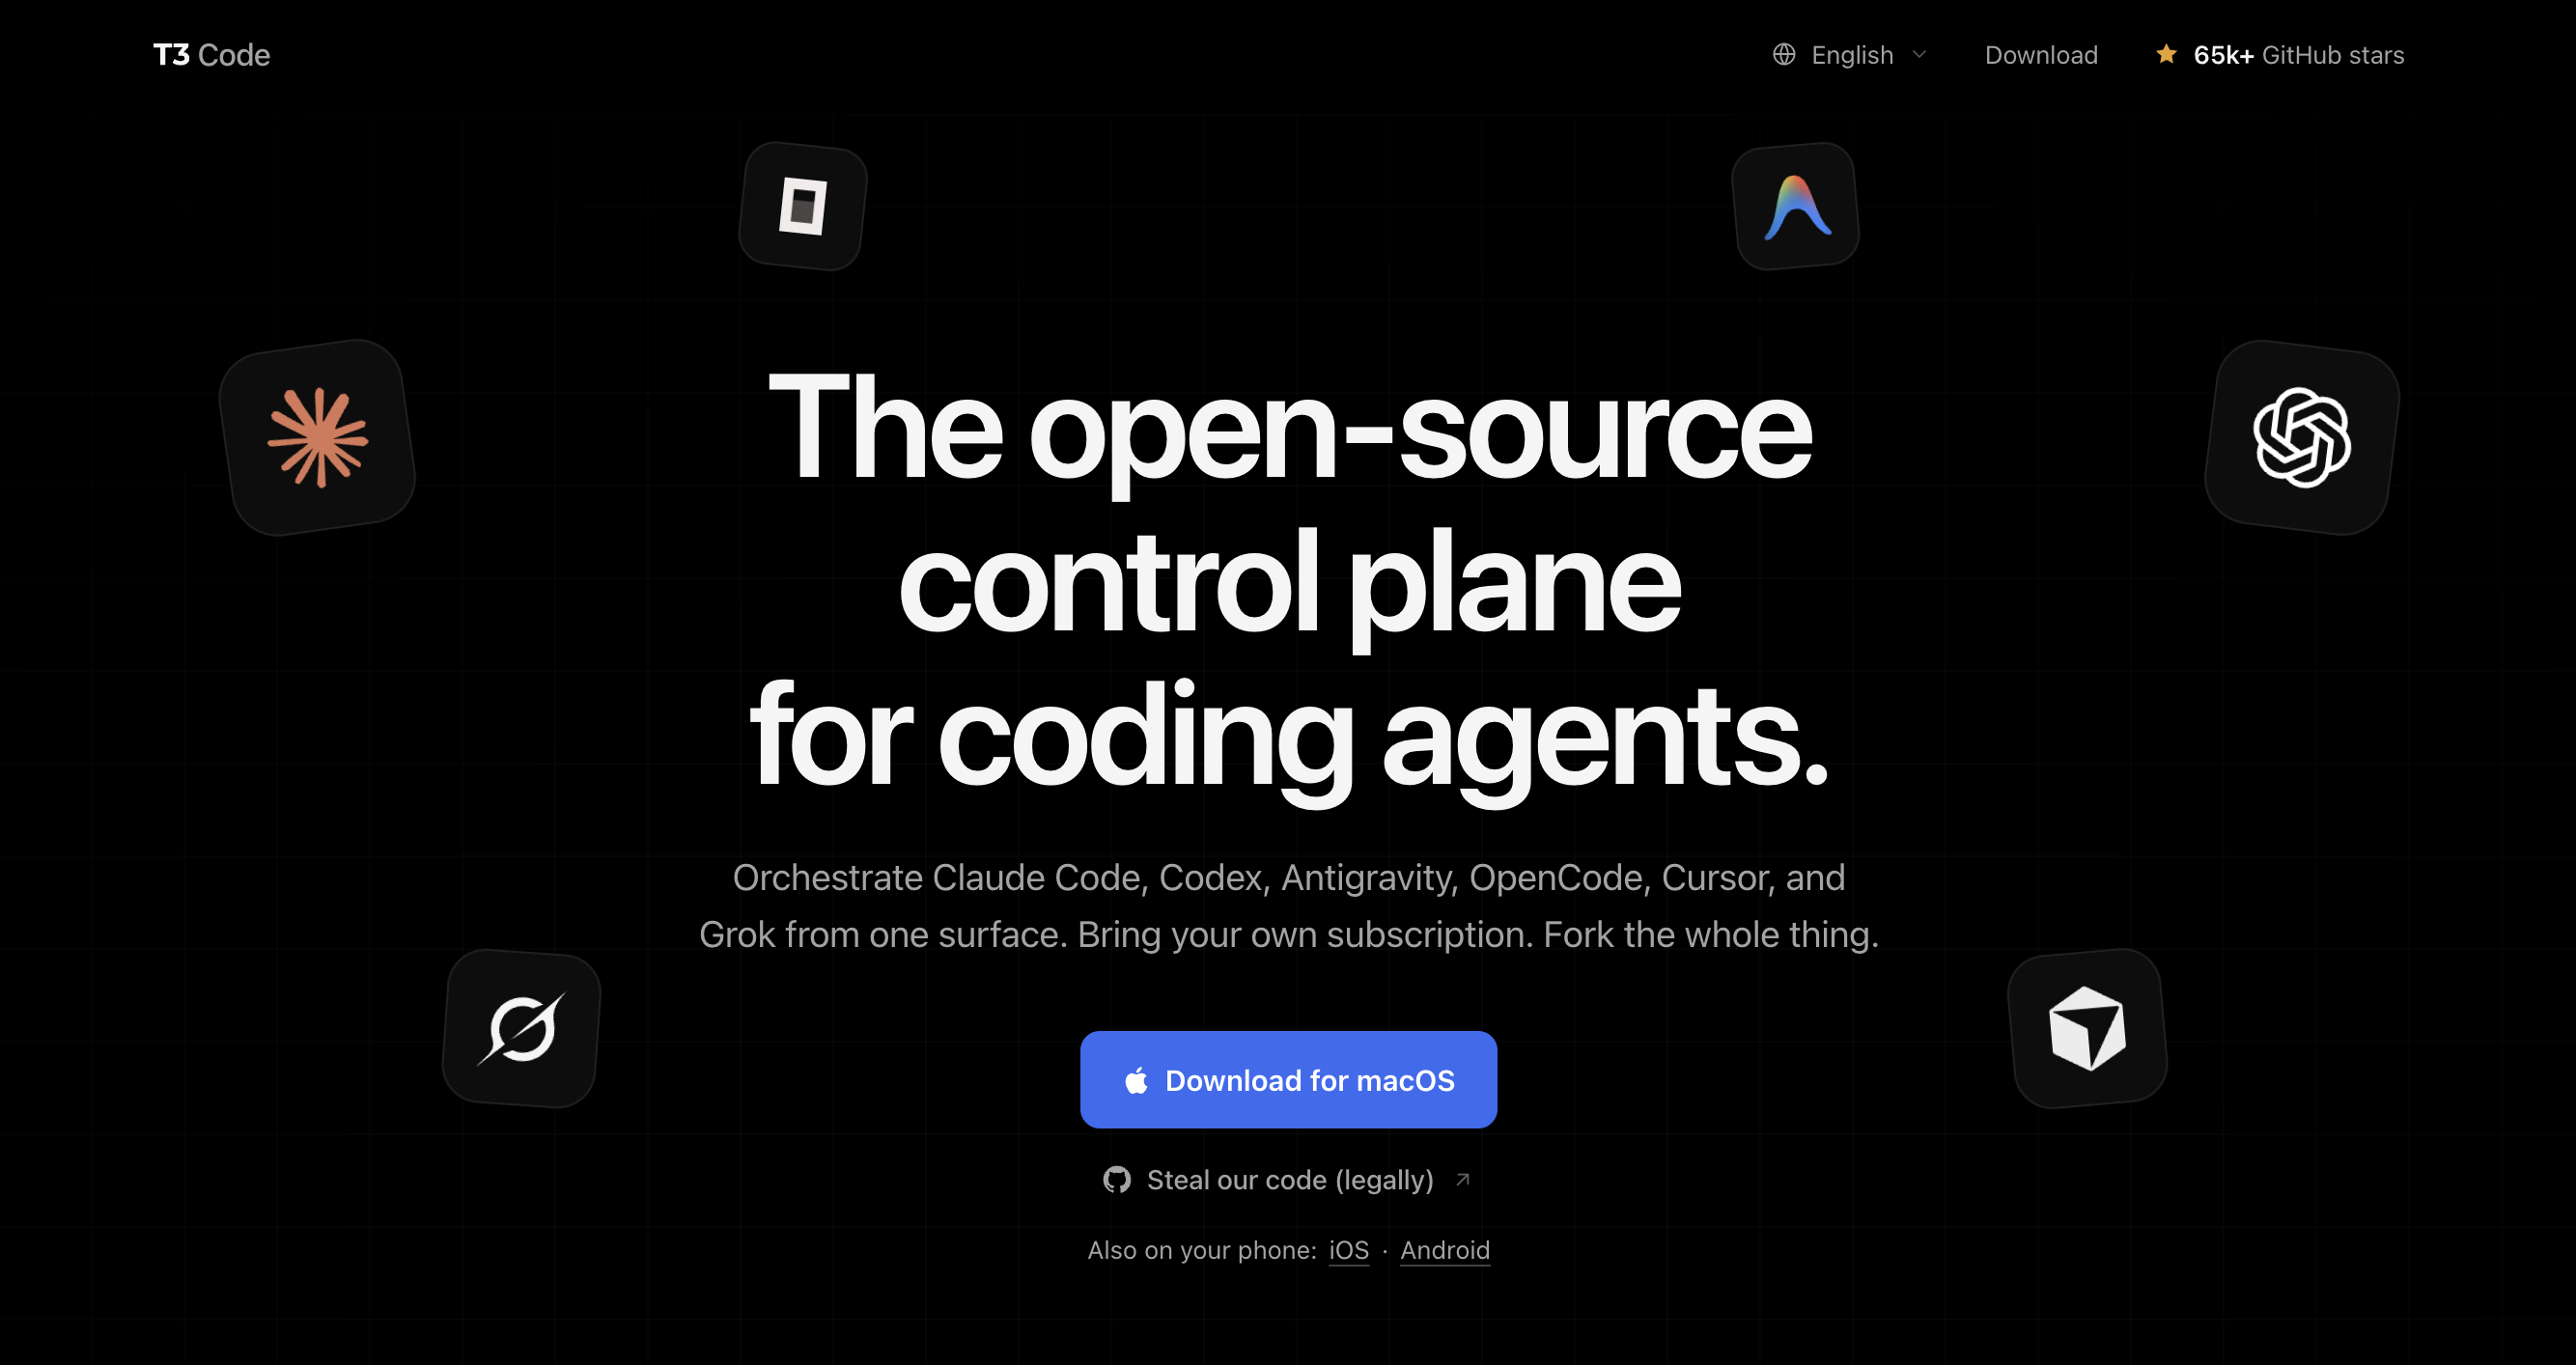 T3 Code
English
Download
65k+ GitHub stars
The open-source
control plane
for coding agents.
Orchestrate Claude Code, Codex, Antigravity, OpenCode, Cursor, and
Grok from one surface. Bring your own subscription. Fork the whole thing.
Download for macOS
Steal our code (legally)
Also on your phone: iOS · Android